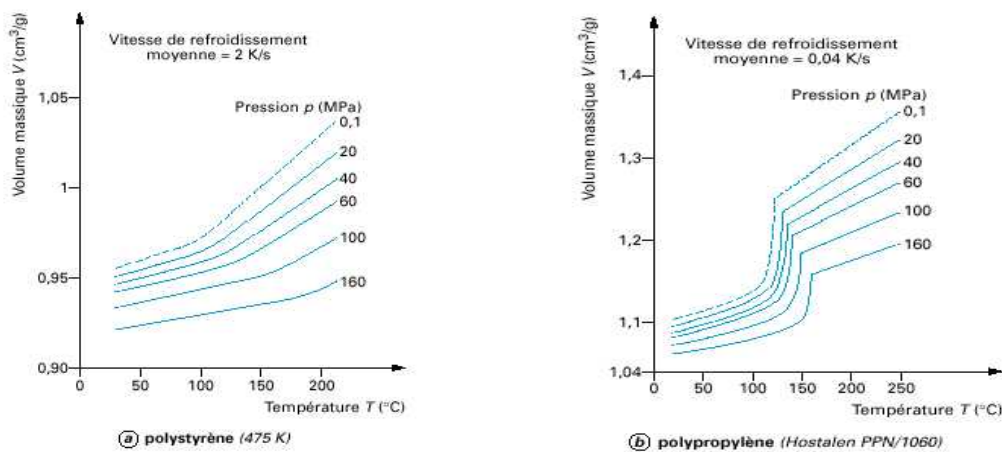 Vitesse de refroidissement
moyenne = 2 K/s
Volume massique V (cm³/g)
1,05
1
0,95
0,90
Pression p (MPa)
0,1
20
40
60
100
160
0
50
100
150
200
Température T (°C)
a polystyrène (475 K)
Vitesse de refroidissement
moyenne = 0,04 K/s
Volume massique V (cm³/g)
1,4
1,3
1,2
1,1
1,04
Pression p (MPa)
0,1
20
40
60
100
160
0
50
100
150
200
250
Température T (°C)
b polypropylène (Hostalen PPN/1060)